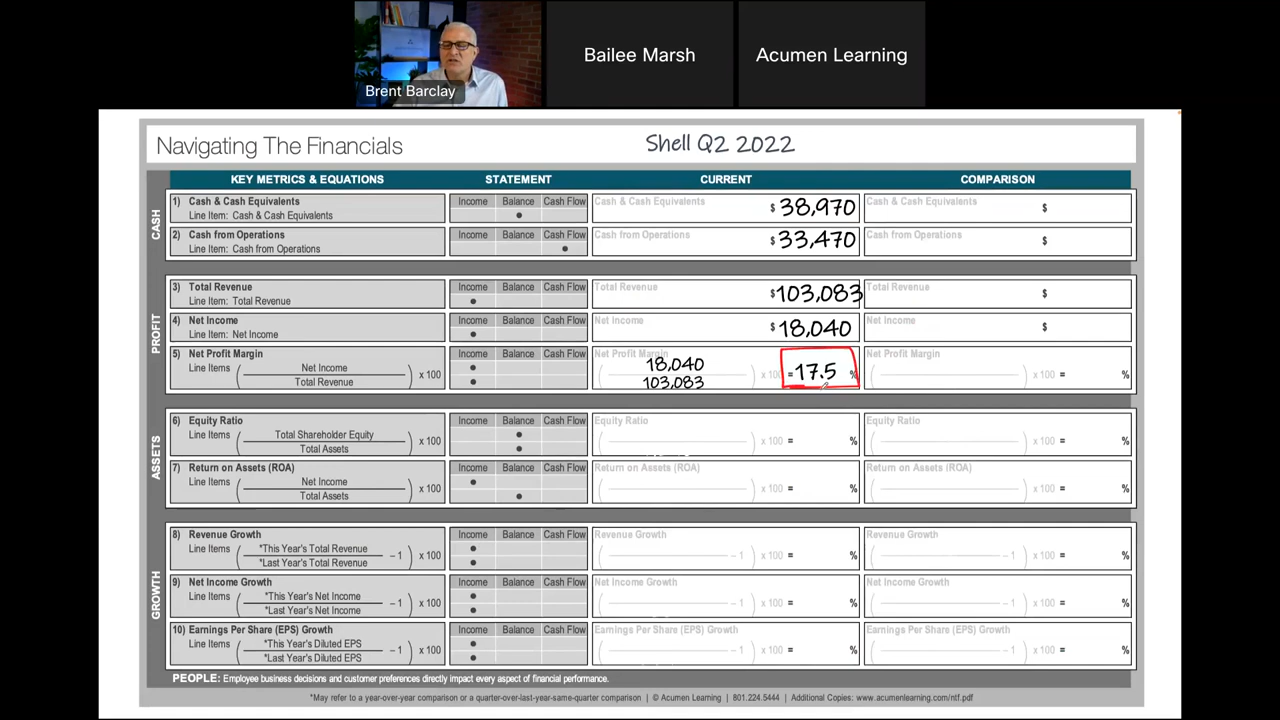 Brent Barclay
Bailee Marsh
Acumen Learning
Navigating The Financials
Shell Q2 2022
KEY METRICS & EQUATIONS STATEMENT CURRENT COMPARISON
CASH
1) Cash & Cash Equivalents Income Balance Cash Flow Cash & Cash Equivalents Cash & Cash Equivalents
Line Item: Cash & Cash Equivalents • $ 38,970 $
2) Cash from Operations Income Balance Cash Flow Cash from Operations Cash from Operations
Line Item: Cash from Operations • $ 33,470 $
PROFIT
3) Total Revenue Income Balance Cash Flow Total Revenue Total Revenue
Line Item: Total Revenue • $ 103,083 $
4) Net Income Income Balance Cash Flow Net Income Net Income
Line Item: Net Income • $ 18,040 $
5) Net Profit Margin Income Balance Cash Flow Net Profit Margin Net Profit Margin
Line Items ( Net Income • 18,040
Total Revenue ) x 100 • 103,083 ) x 100 = 17.5 % ( ) x 100 = %
ASSETS
6) Equity Ratio Income Balance Cash Flow Equity Ratio Equity Ratio
Line Items ( Total Shareholder Equity •
Total Assets ) x 100 • ( ) x 100 = % ( ) x 100 = %
7) Return on Assets (ROA) Income Balance Cash Flow Return on Assets (ROA) Return on Assets (ROA)
Line Items ( Net Income •
Total Assets ) x 100 • ( ) x 100 = % ( ) x 100 = %
GROWTH
8) Revenue Growth Income Balance Cash Flow Revenue Growth Revenue Growth
Line Items ( *This Year's Total Revenue •
*Last Year's Total Revenue – 1 ) x 100 • ( – 1 ) x 100 = % ( – 1 ) x 100 = %
9) Net Income Growth Income Balance Cash Flow Net Income Growth Net Income Growth
Line Items ( *This Year's Net Income •
*Last Year's Net Income – 1 ) x 100 • ( – 1 ) x 100 = % ( – 1 ) x 100 = %
10) Earnings Per Share (EPS) Growth Income Balance Cash Flow Earnings Per Share (EPS) Growth Earnings Per Share (EPS) Growth
Line Items ( *This Year's Diluted EPS •
*Last Year's Diluted EPS – 1 ) x 100 • ( – 1 ) x 100 = % ( – 1 ) x 100 = %
PEOPLE: Employee business decisions and customer preferences directly impact every aspect of financial performance.
*May refer to a year-over-year comparison or a quarter-over-last-year-same-quarter comparison | © Acumen Learning | 801.224.5444 | Additional Copies: www.acumenlearning.com/ntf.pdf